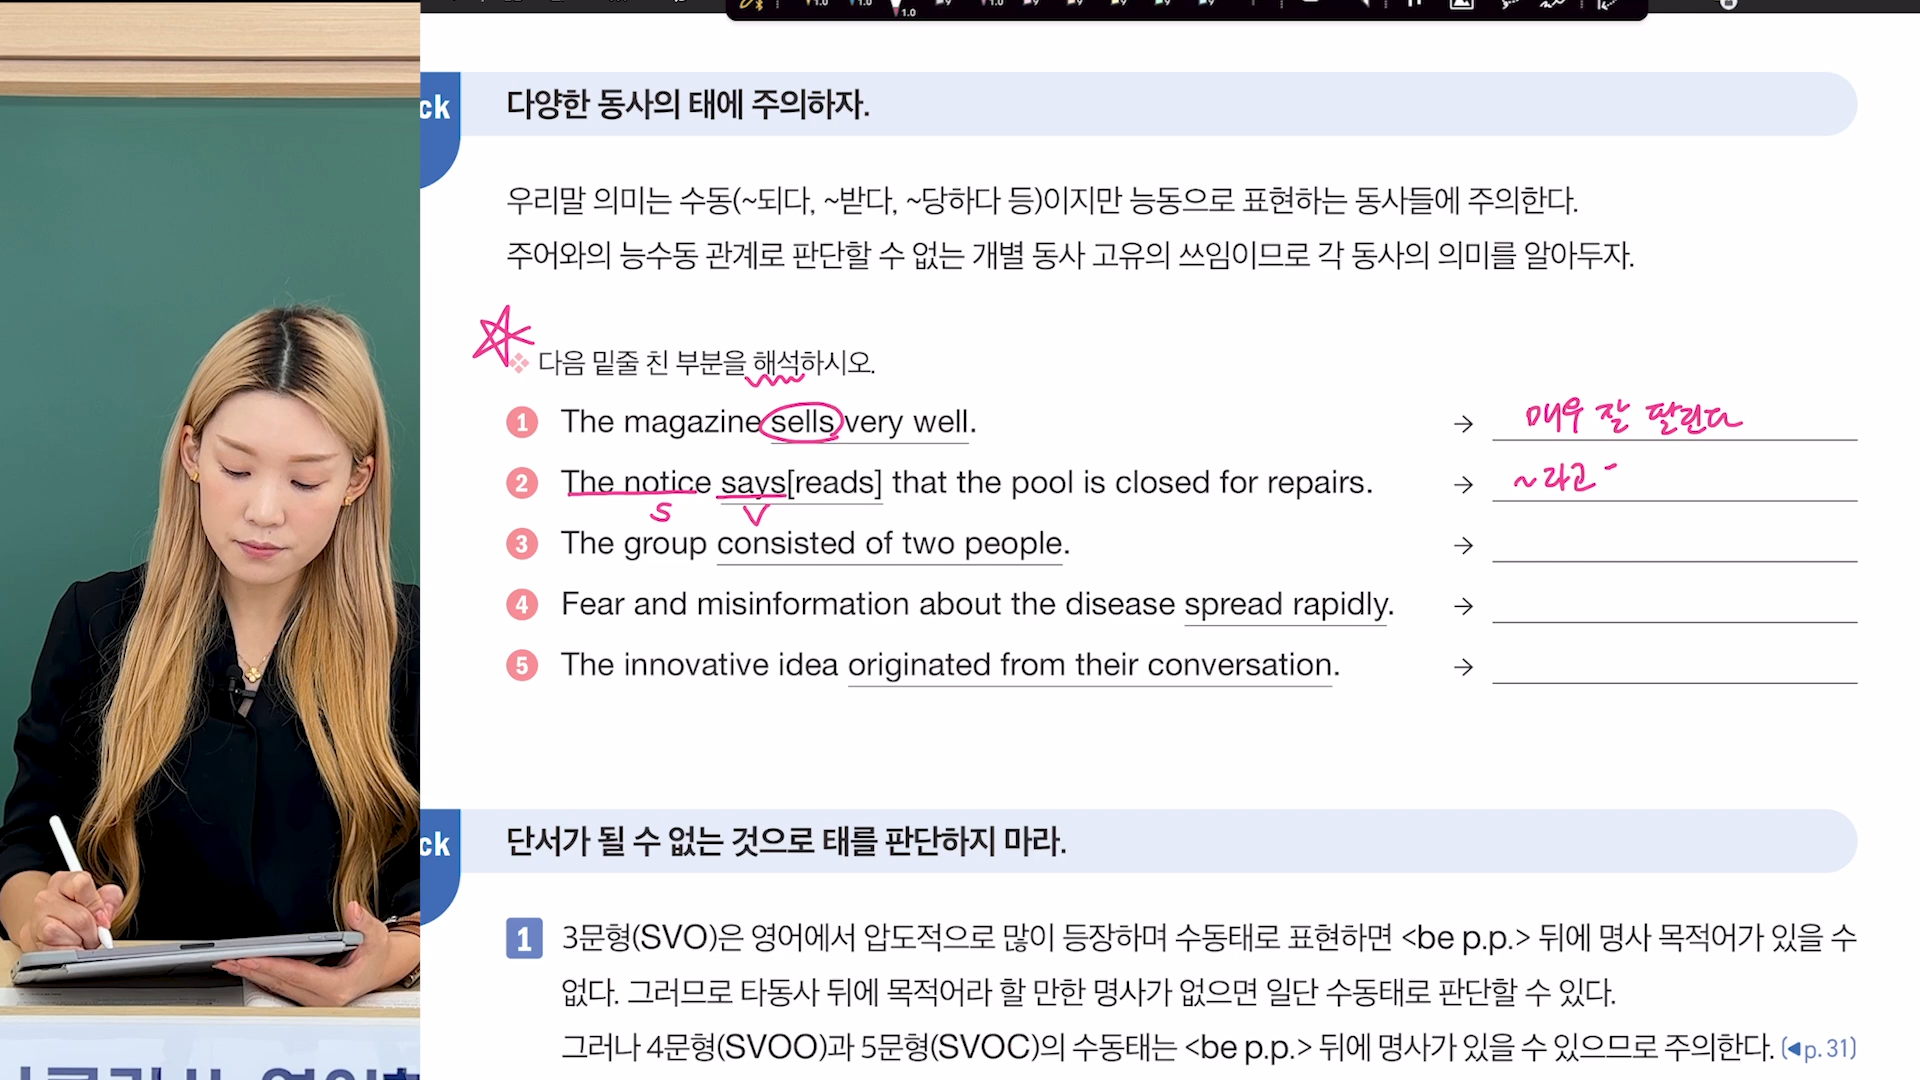 1.0
1.0
1.0
1.0
ck
다양한 동사의 태에 주의하자.
우리말 의미는 수동(~되다, ~받다, ~당하다 등)이지만 능동으로 표현하는 동사들에 주의한다.
주어와의 능수동 관계로 판단할 수 없는 개별 동사 고유의 쓰임이므로 각 동사의 의미를 알아두자.
다음 밑줄 친 부분을 해석하시오.
1 The magazine sells very well. → 매우 잘 팔린다
2 The notice says[reads] that the pool is closed for repairs. → ~라고
S V
3 The group consisted of two people. →
4 Fear and misinformation about the disease spread rapidly. →
5 The innovative idea originated from their conversation. →
ck
단서가 될 수 없는 것으로 태를 판단하지 마라.
1 3문형(SVO)은 영어에서 압도적으로 많이 등장하며 수동태로 표현하면 <be p.p.> 뒤에 명사 목적어가 있을 수
없다. 그러므로 타동사 뒤에 목적어라 할 만한 명사가 없으면 일단 수동태로 판단할 수 있다.
그러나 4문형(SVOO)과 5문형(SVOC)의 수동태는 <be p.p.> 뒤에 명사가 있을 수 있으므로 주의한다. (◀p. 31)